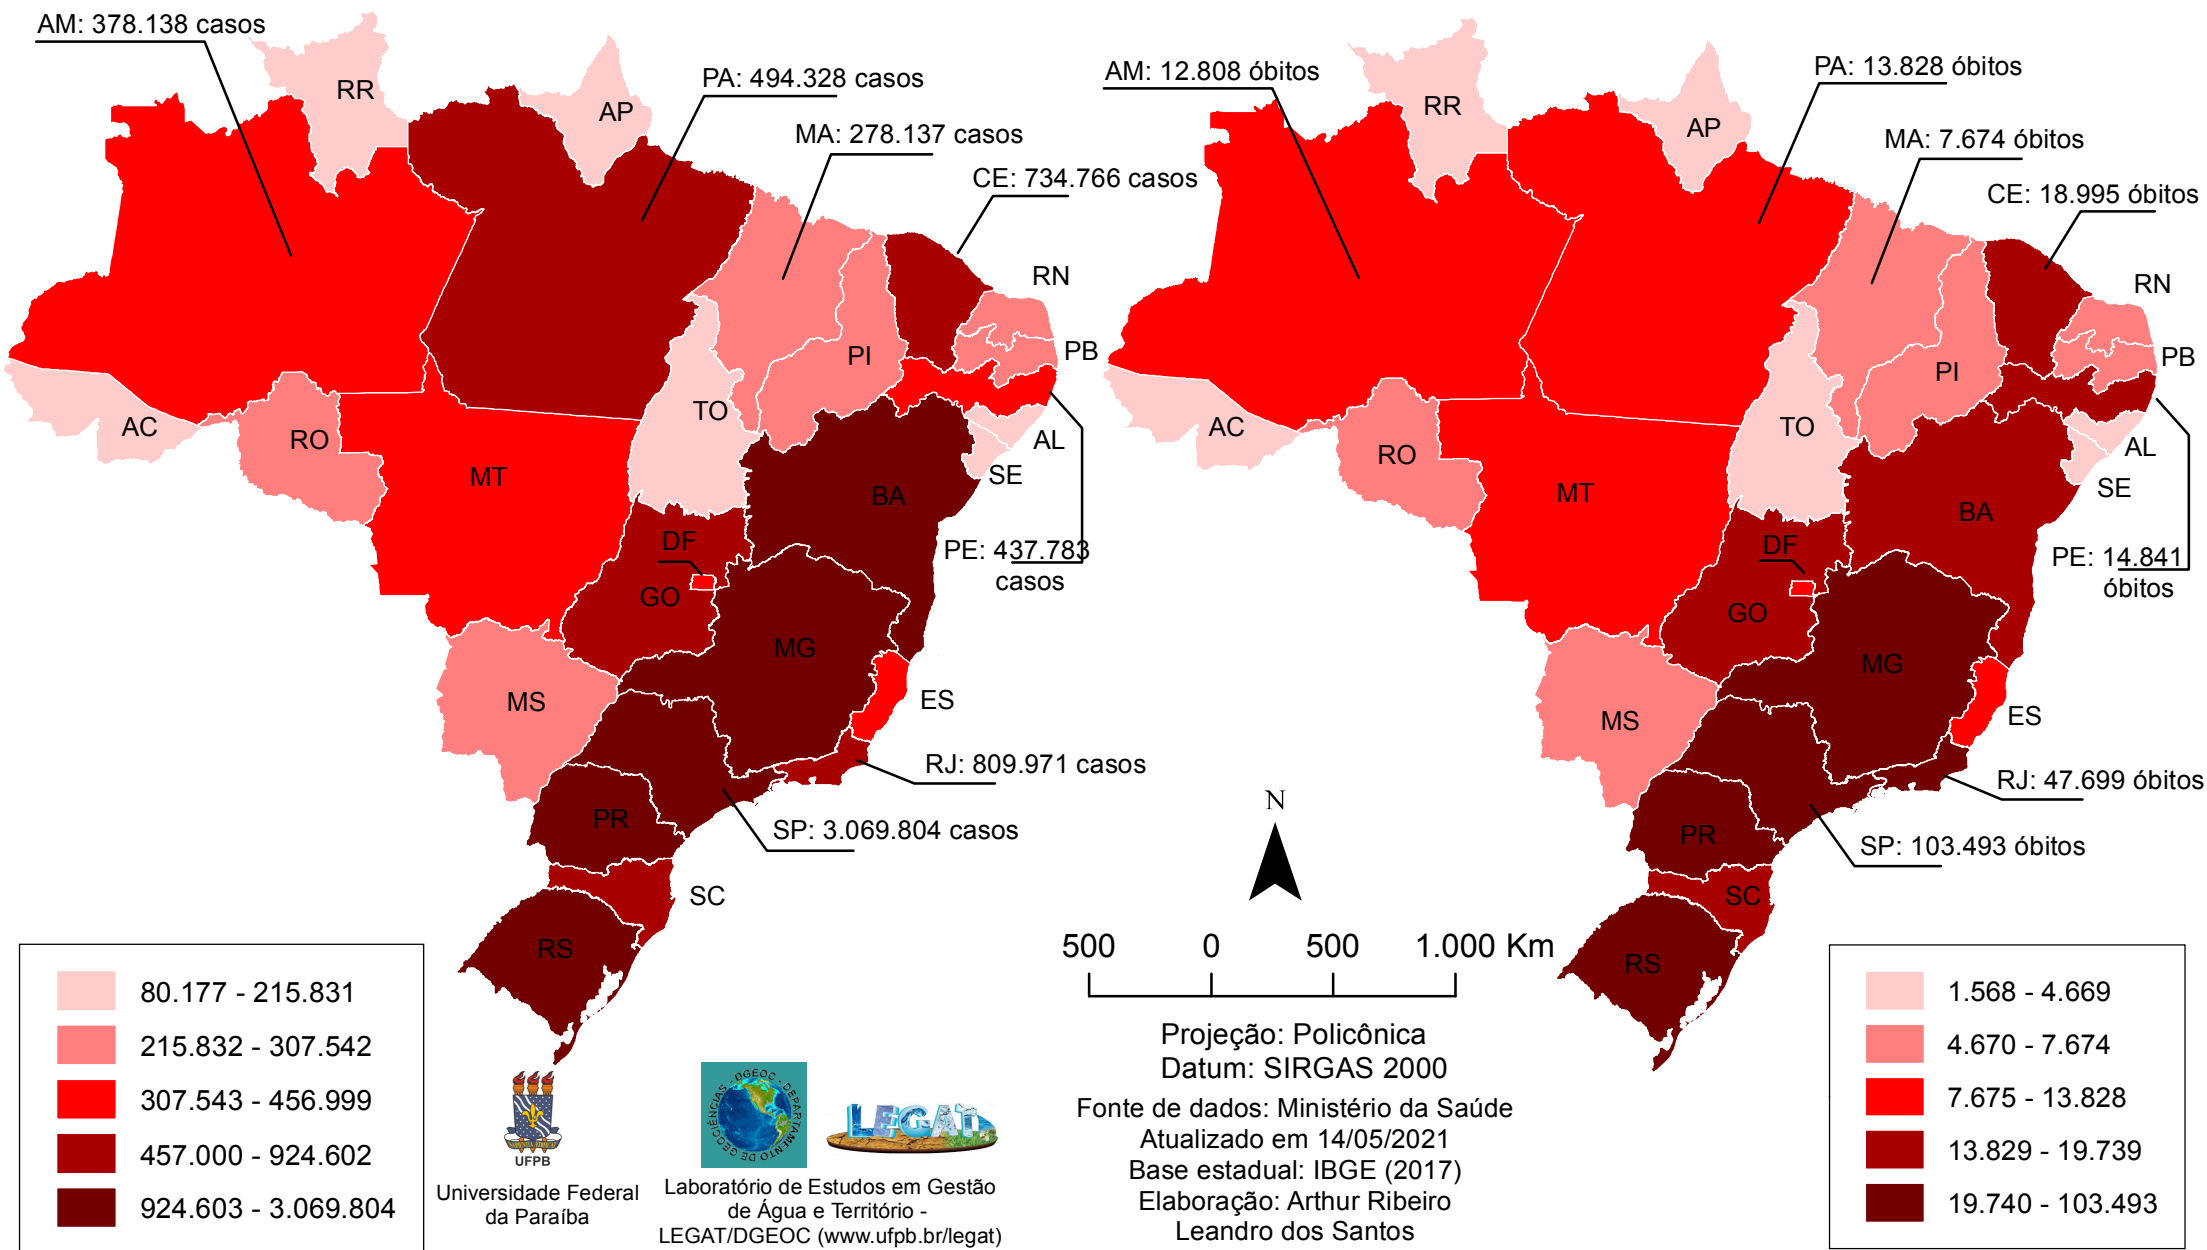 AM: 378.138 casos
RR
AP
PA: 494.328 casos
MA: 278.137 casos
CE: 734.766 casos
RN
PB
PI
TO
AC
RO
MT
AL
SE
BA
DF
PE: 437.783
casos
GO
MG
MS
ES
RJ: 809.971 casos
PR
SP: 3.069.804 casos
SC
RS
80.177 - 215.831
215.832 - 307.542
307.543 - 456.999
457.000 - 924.602
924.603 - 3.069.804
UFPB
Universidade Federal
da Paraíba
DGEOC - DEPARTAMENTO DE GEOCIÊNCIAS
LEGAT
Laboratório de Estudos em Gestão
de Água e Território -
LEGAT/DGEOC (www.ufpb.br/legat)
AM: 12.808 óbitos
RR
AP
PA: 13.828 óbitos
MA: 7.674 óbitos
CE: 18.995 óbitos
RN
PB
PI
TO
AC
RO
MT
AL
SE
BA
DF
PE: 14.841
óbitos
GO
MG
MS
ES
RJ: 47.699 óbitos
PR
SP: 103.493 óbitos
SC
RS
N
500 0 500 1.000 Km
Projeção: Policônica
Datum: SIRGAS 2000
Fonte de dados: Ministério da Saúde
Atualizado em 14/05/2021
Base estadual: IBGE (2017)
Elaboração: Arthur Ribeiro
Leandro dos Santos
1.568 - 4.669
4.670 - 7.674
7.675 - 13.828
13.829 - 19.739
19.740 - 103.493